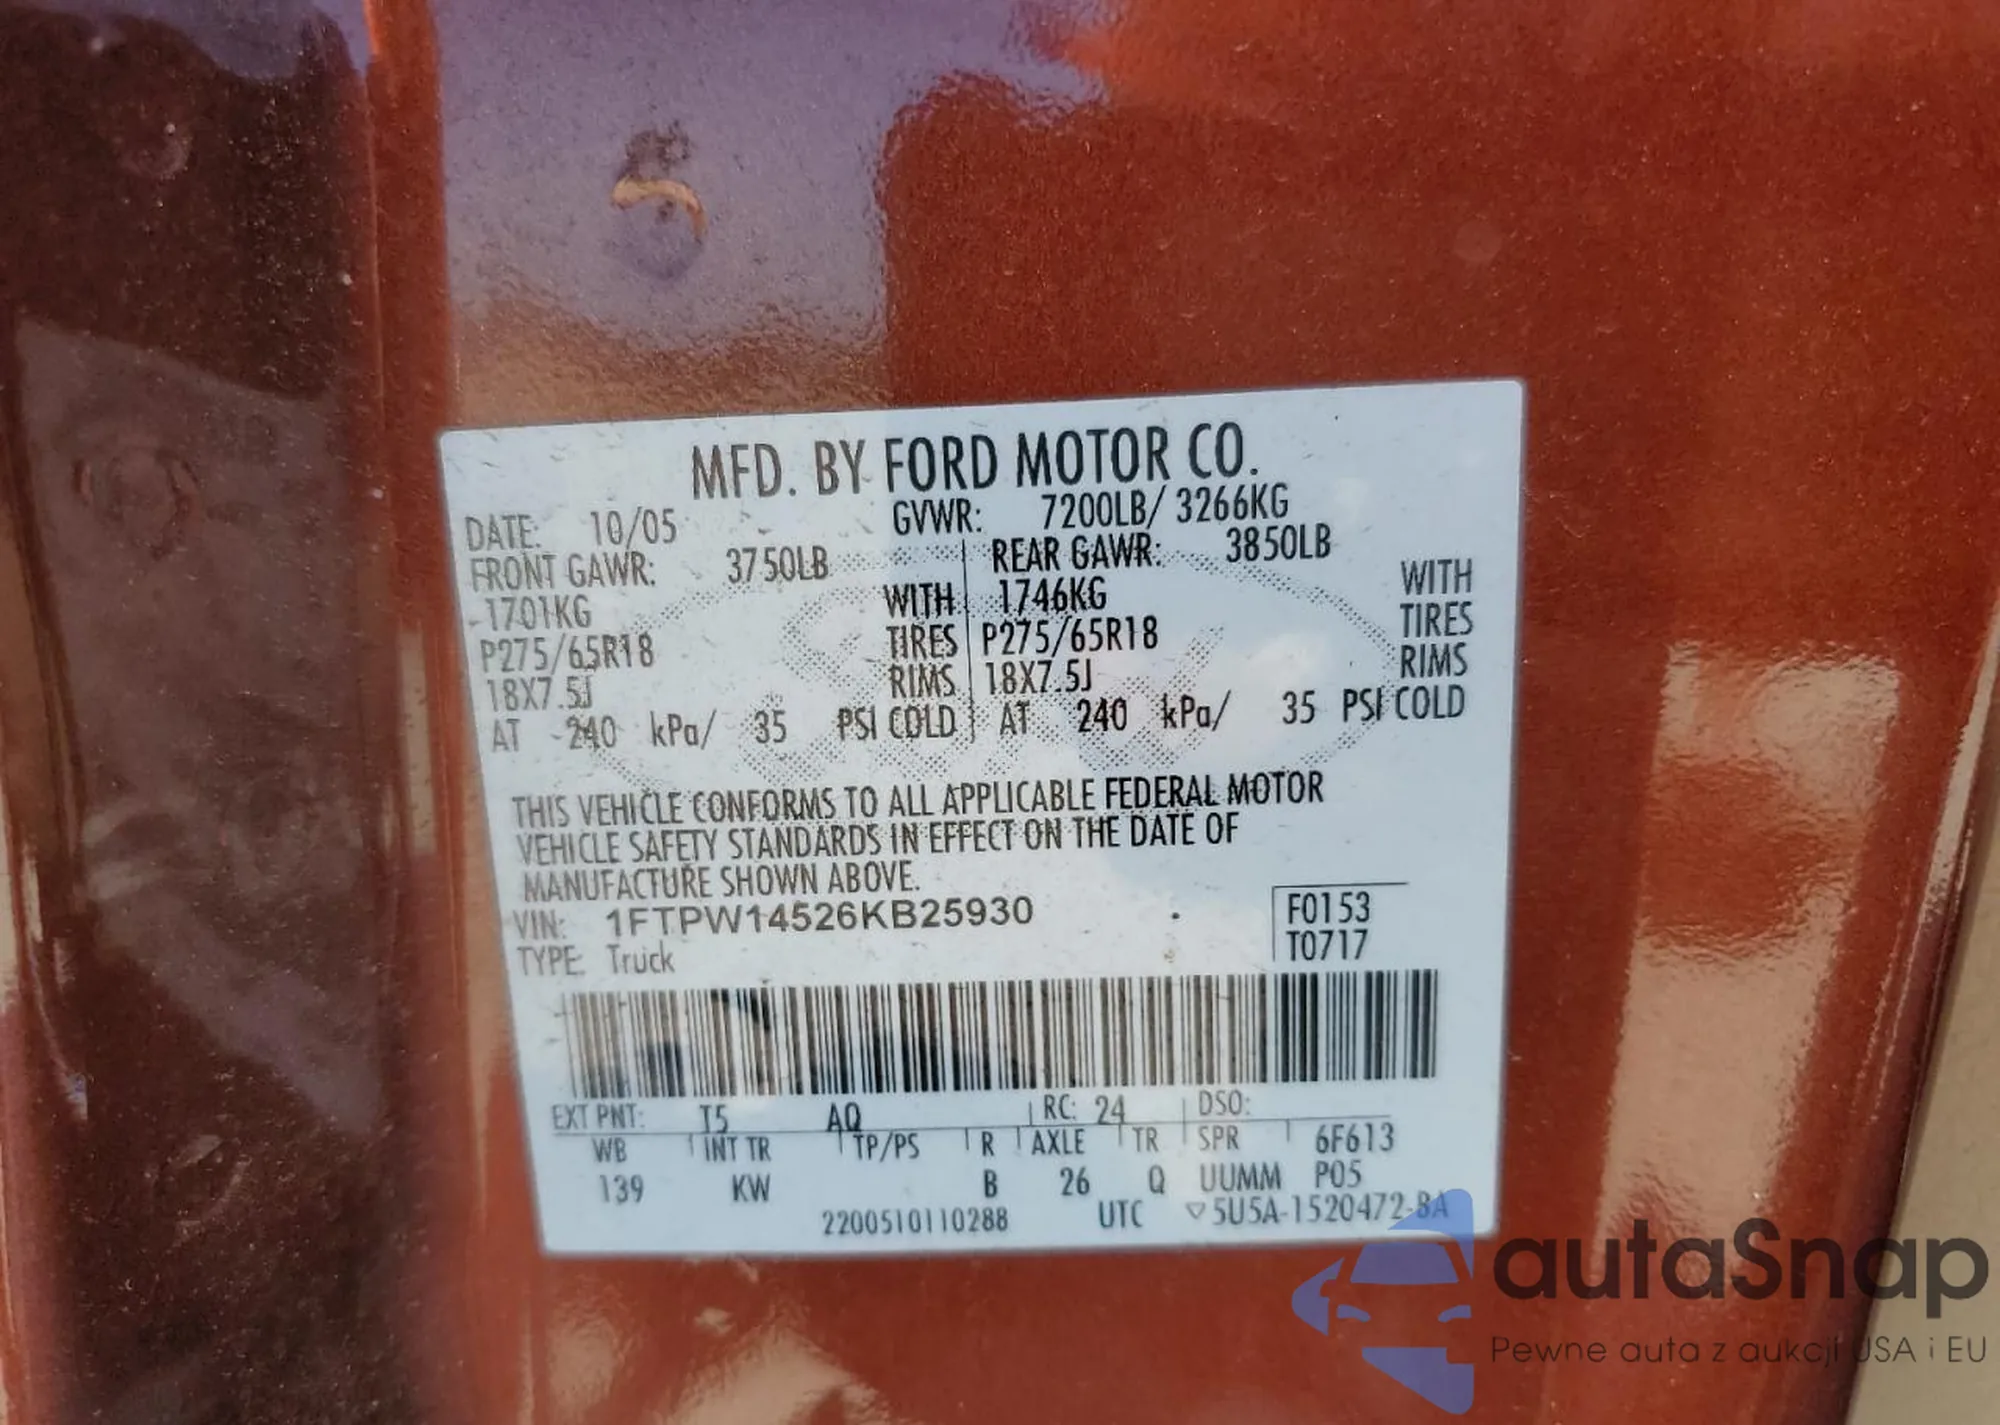 MFD. BY FORD MOTOR CO.
DATE: 10/05 GVWR: 7200LB/ 3266KG
FRONT GAWR: 3750LB REAR GAWR: 3850LB
1701KG WITH 1746KG WITH
P275/65R18 TIRES P275/65R18 TIRES
18X7.5J RIMS 18X7.5J RIMS
AT 240 kPa/ 35 PSI COLD AT 240 kPa/ 35 PSI COLD
THIS VEHICLE CONFORMS TO ALL APPLICABLE FEDERAL MOTOR
VEHICLE SAFETY STANDARDS IN EFFECT ON THE DATE OF
MANUFACTURE SHOWN ABOVE.
VIN: 1FTPW14526KB25930 F0153
TYPE: Truck T0717
EXT PNT: T5 AQ RC: 24 DSO:
WB INT TR TP/PS R AXLE TR SPR 6F613
139 KW B 26 Q UUMM P05
2200510110288 UTC ▽5U5A-1520472-BA
autaSnap
Pewne auta z aukcji USA i EU